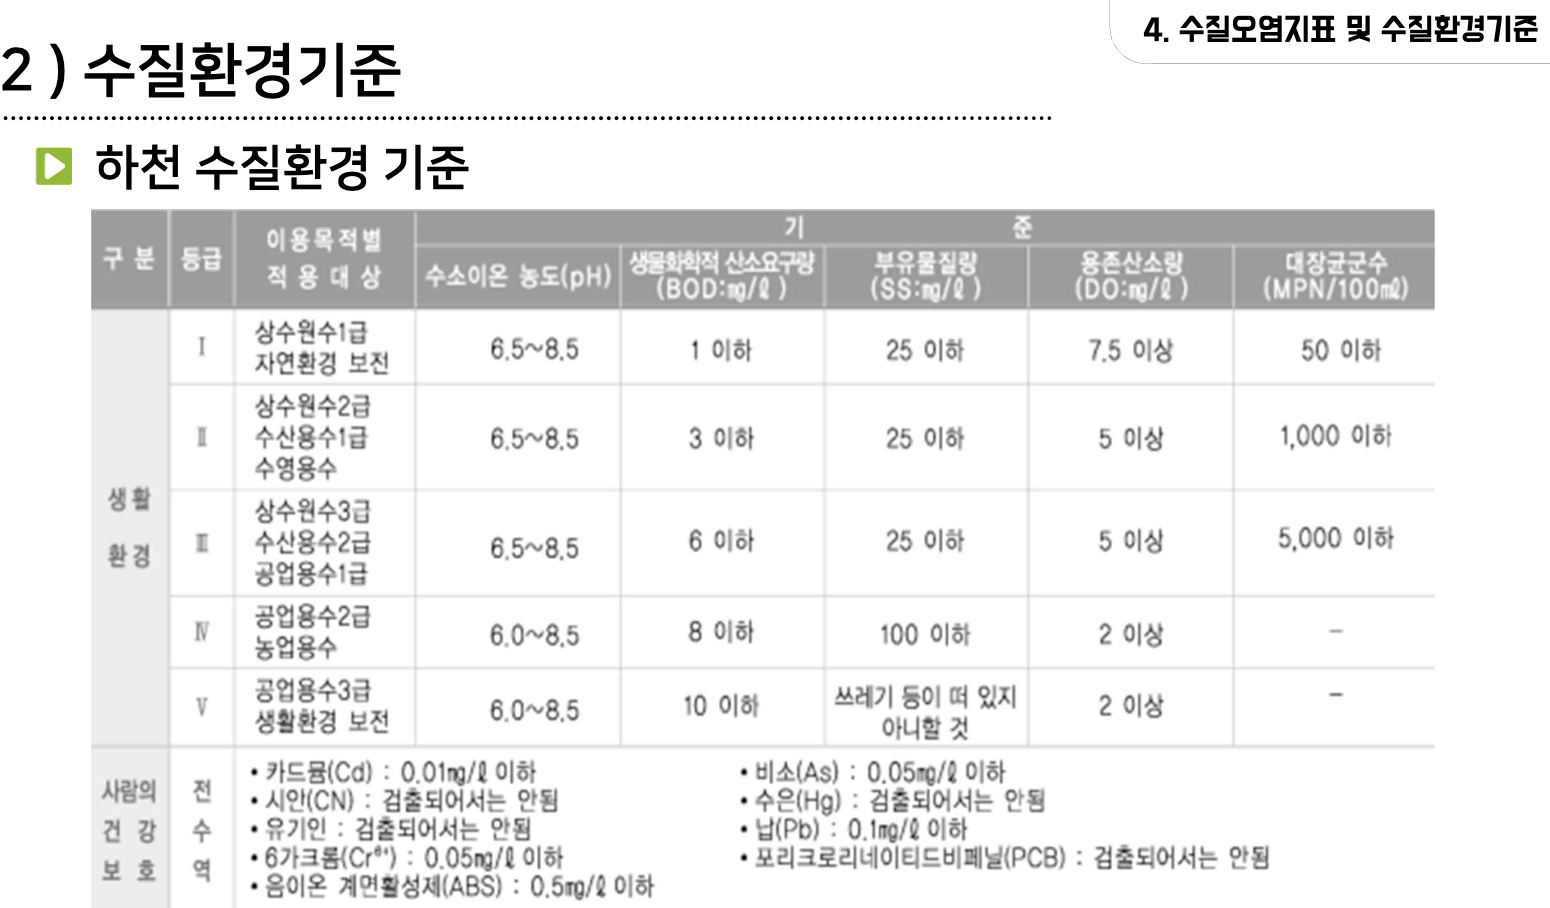 4. 수질오염지표 및 수질환경기준
2 ) 수질환경기준
하천 수질환경 기준
구 분 등급 이용목적별 적 용 대 상 기 준
수소이온 농도(pH) 생물화학적 산소요구량 (BOD:㎎/ℓ ) 부유물질량 (SS:㎎/ℓ ) 용존산소량 (DO:㎎/ℓ ) 대장균군수 (MPN/100㎖)
생 활
환 경
Ⅰ 상수원수1급 자연환경 보전 6.5~8.5 1 이하 25 이하 7.5 이상 50 이하
Ⅱ 상수원수2급 수산용수1급 수영용수 6.5~8.5 3 이하 25 이하 5 이상 1,000 이하
Ⅲ 상수원수3급 수산용수2급 공업용수1급 6.5~8.5 6 이하 25 이하 5 이상 5,000 이하
Ⅳ 공업용수2급 농업용수 6.0~8.5 8 이하 100 이하 2 이상 –
Ⅴ 공업용수3급 생활환경 보전 6.0~8.5 10 이하 쓰레기 등이 떠 있지 아니할 것 2 이상 –
사람의
건 강
보 호
전
수
역
• 카드뮴(Cd) : 0.01㎎/ℓ 이하 • 비소(As) : 0.05㎎/ℓ 이하
• 시안(CN) : 검출되어서는 안됨 • 수은(Hg) : 검출되어서는 안됨
• 유기인 : 검출되어서는 안됨 • 납(Pb) : 0.1㎎/ℓ 이하
• 6가크롬(Cr⁶⁺) : 0.05㎎/ℓ 이하 • 포리크로리네이티드비페닐(PCB) : 검출되어서는 안됨
• 음이온 계면활성제(ABS) : 0.5㎎/ℓ 이하